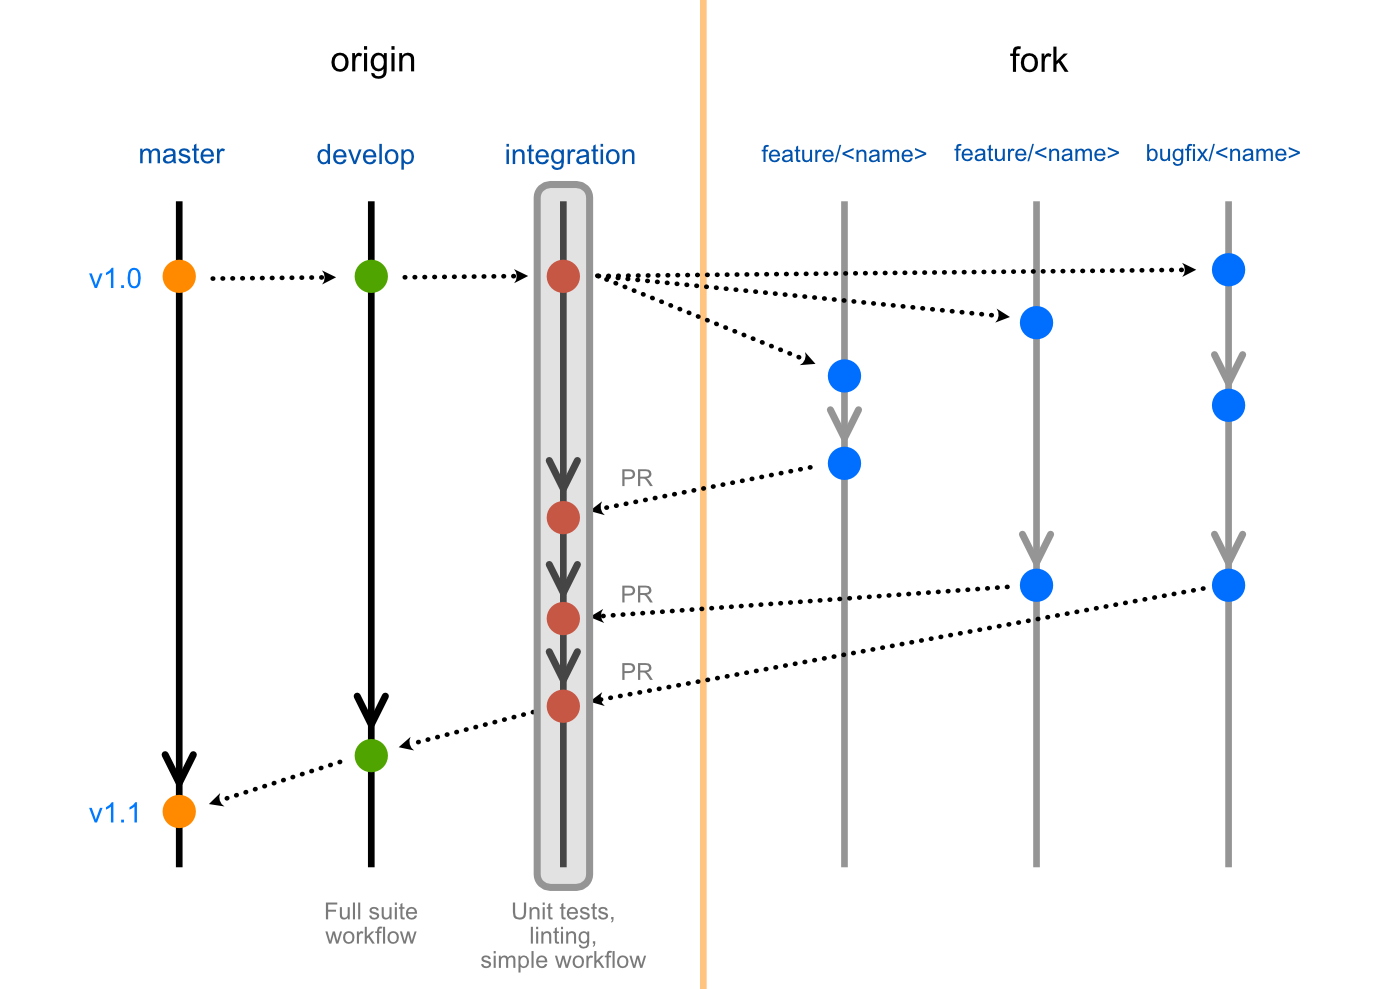 origin
fork
master
develop
integration
feature/<name>
feature/<name>
bugfix/<name>
v1.0
PR
PR
PR
v1.1
Full suite
workflow
Unit tests,
linting,
simple workflow